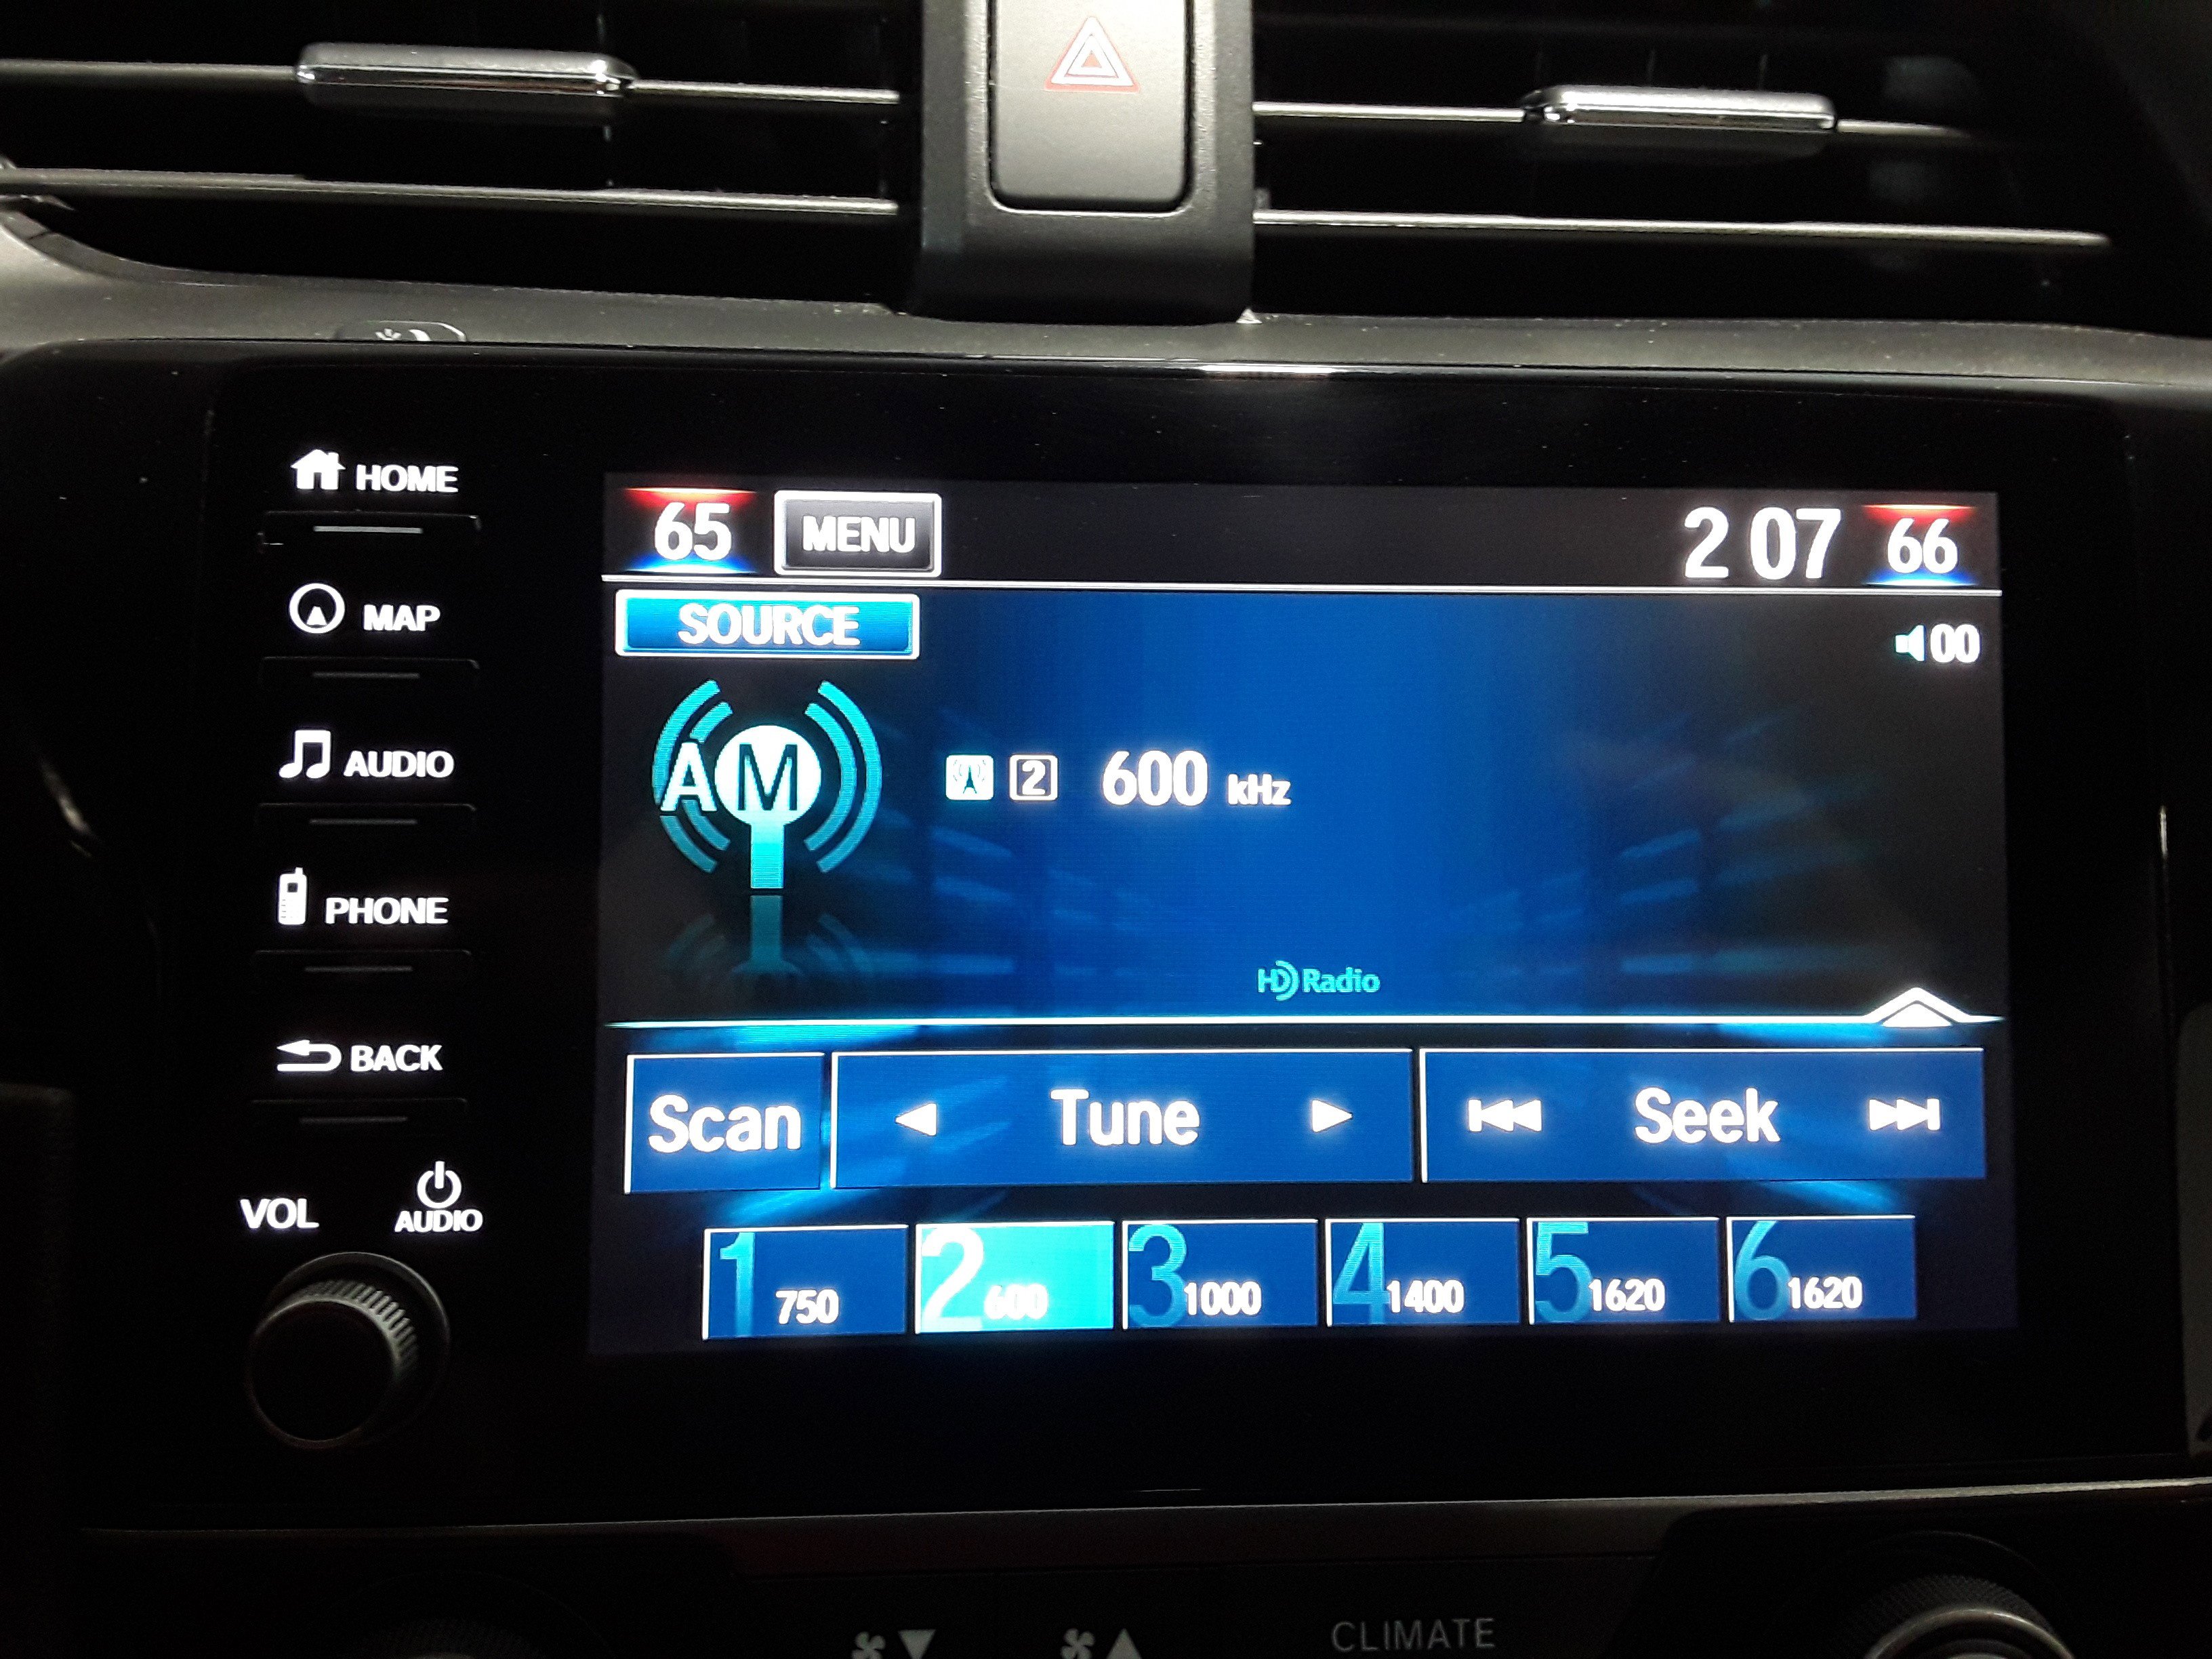 HOME
65 MENU 2 07 66
MAP
SOURCE
00
AUDIO
AM
2 600 kHz
PHONE
HD Radio
BACK
Scan Tune Seek
VOL AUDIO
1 750 2 600 3 1000 4 1400 5 1620 6 1620
CLIMATE